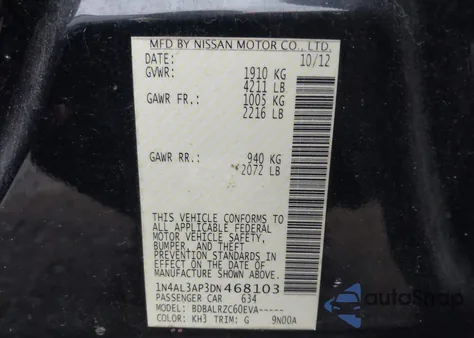 MFD BY NISSAN MOTOR CO., LTD.
DATE: 10/12
GVWR: 1910 KG
4211 LB
GAWR FR.: 1005 KG
2216 LB
GAWR RR.: 940 KG
2072 LB
THIS VEHICLE CONFORMS TO
ALL APPLICABLE FEDERAL
MOTOR VEHICLE SAFETY,
BUMPER, AND THEFT
PREVENTION STANDARDS IN
EFFECT ON THE DATE OF
MANUFACTURE SHOWN ABOVE.
1N4AL3AP3DN468103
PASSENGER CAR 634
MODEL: BDBALRZC60EVA-----
COLOR: KH3 TRIM: G 9N00A
AutoStrap